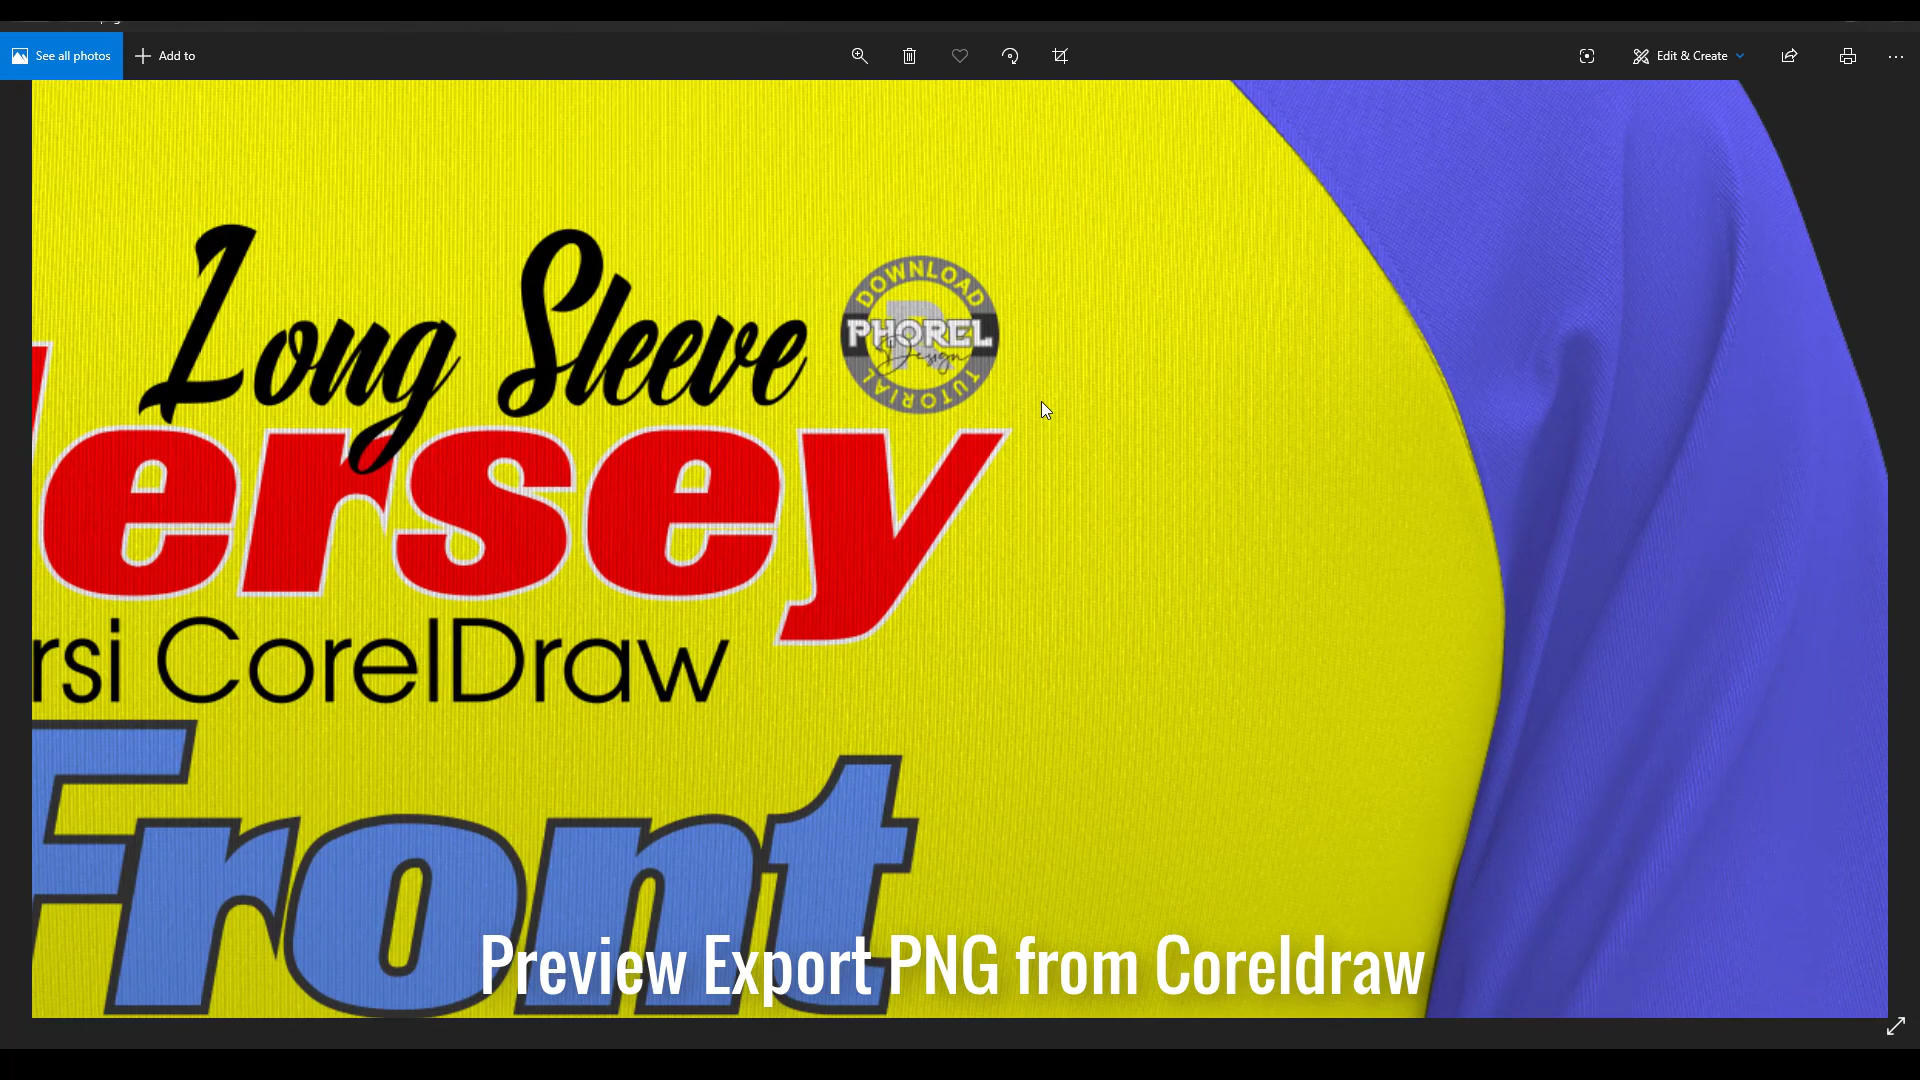 See all photos
Add to
Edit & Create
Long Sleeve
DOWNLOAD
PHOREL
Design
TUTORIAL
Jersey
rsi CorelDraw
Front
Preview Export PNG from Coreldraw